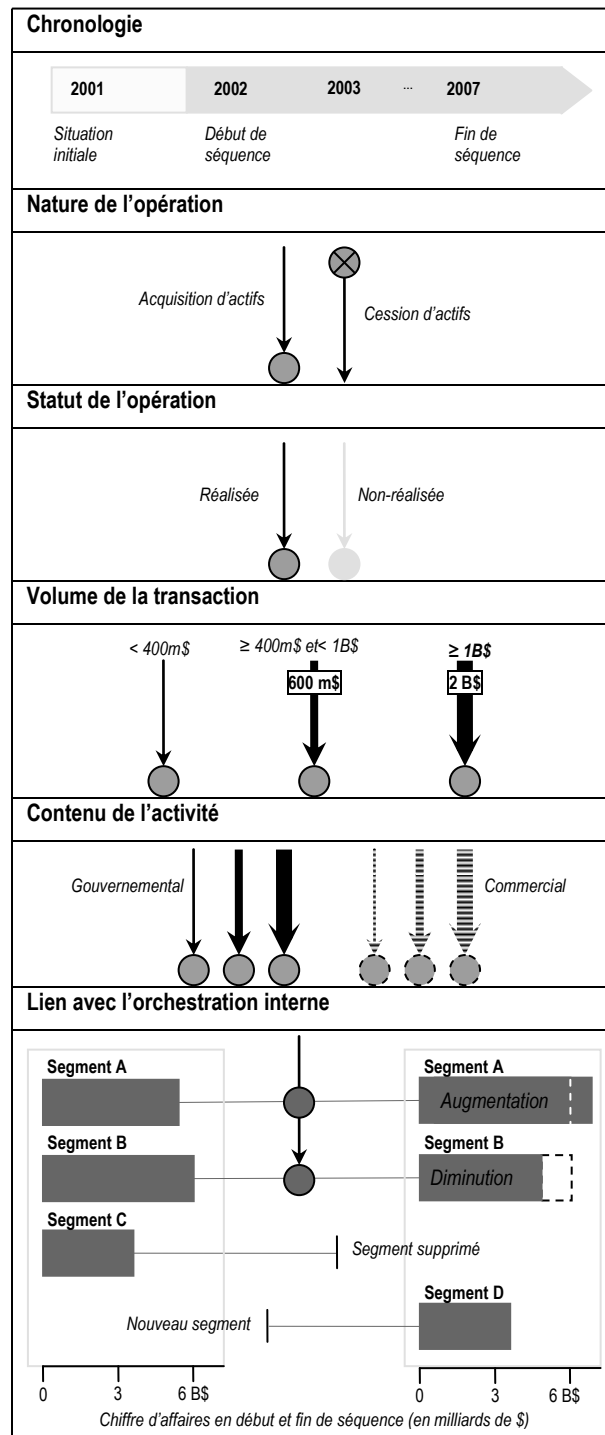 Chronologie
2001 2002 2003 ... 2007
Situation initiale
Début de séquence
Fin de séquence
Nature de l'opération
Acquisition d'actifs
Cession d'actifs
Statut de l'opération
Réalisée Non-réalisée
Volume de la transaction
< 400m$ ≥ 400m$ et< 1B$ ≥ 1B$
600 m$ 2 B$
Contenu de l'activité
Gouvernemental Commercial
Lien avec l'orchestration interne
Segment A Segment A
Augmentation
Segment B Segment B
Diminution
Segment C
Segment supprimé
Segment D
Nouveau segment
0 3 6 B$ 0 3 6 B$
Chiffre d'affaires en début et fin de séquence (en milliards de $)